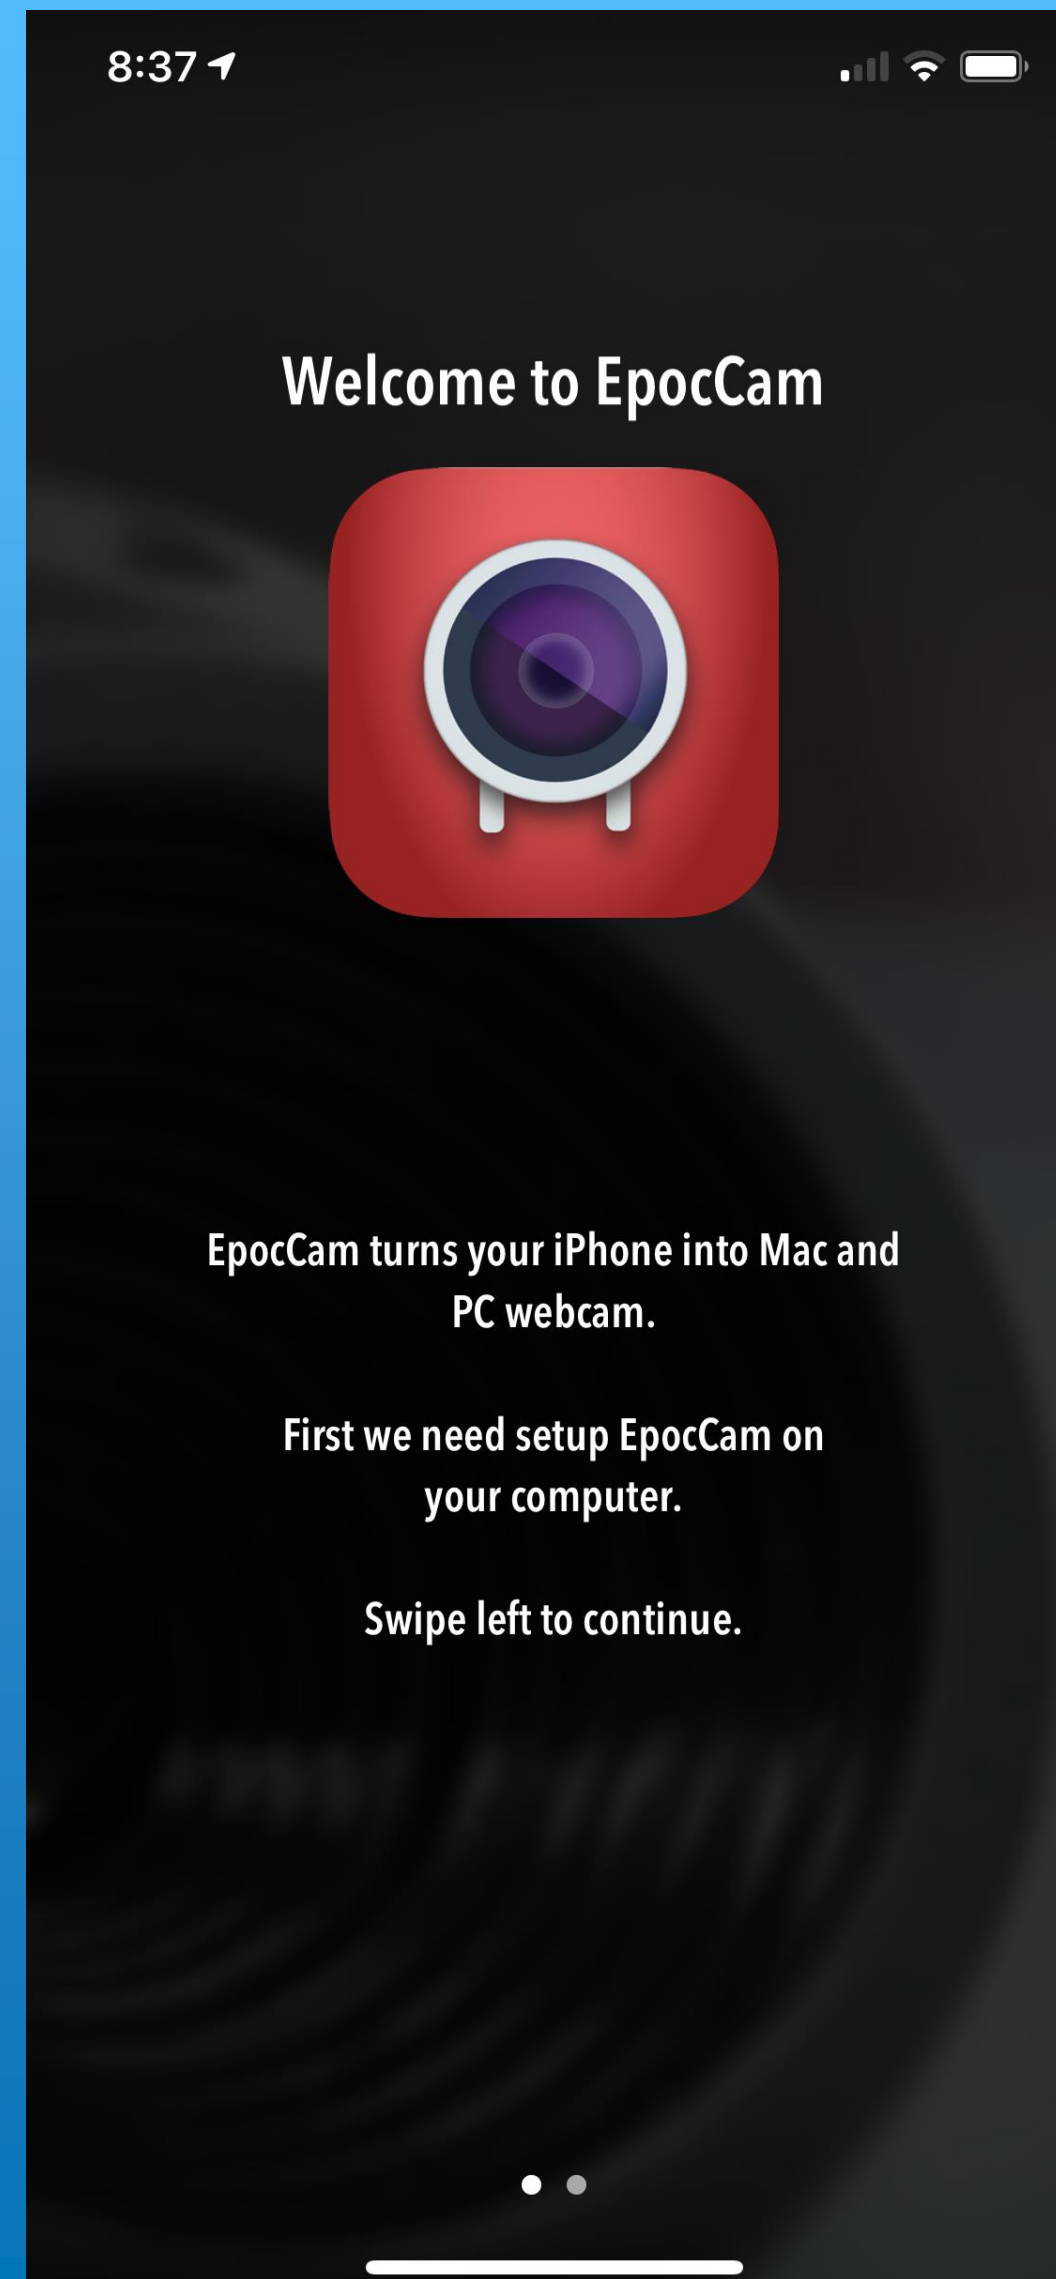 8:37
Welcome to EpocCam
EpocCam turns your iPhone into Mac and
PC webcam.
First we need setup EpocCam on
your computer.
Swipe left to continue.